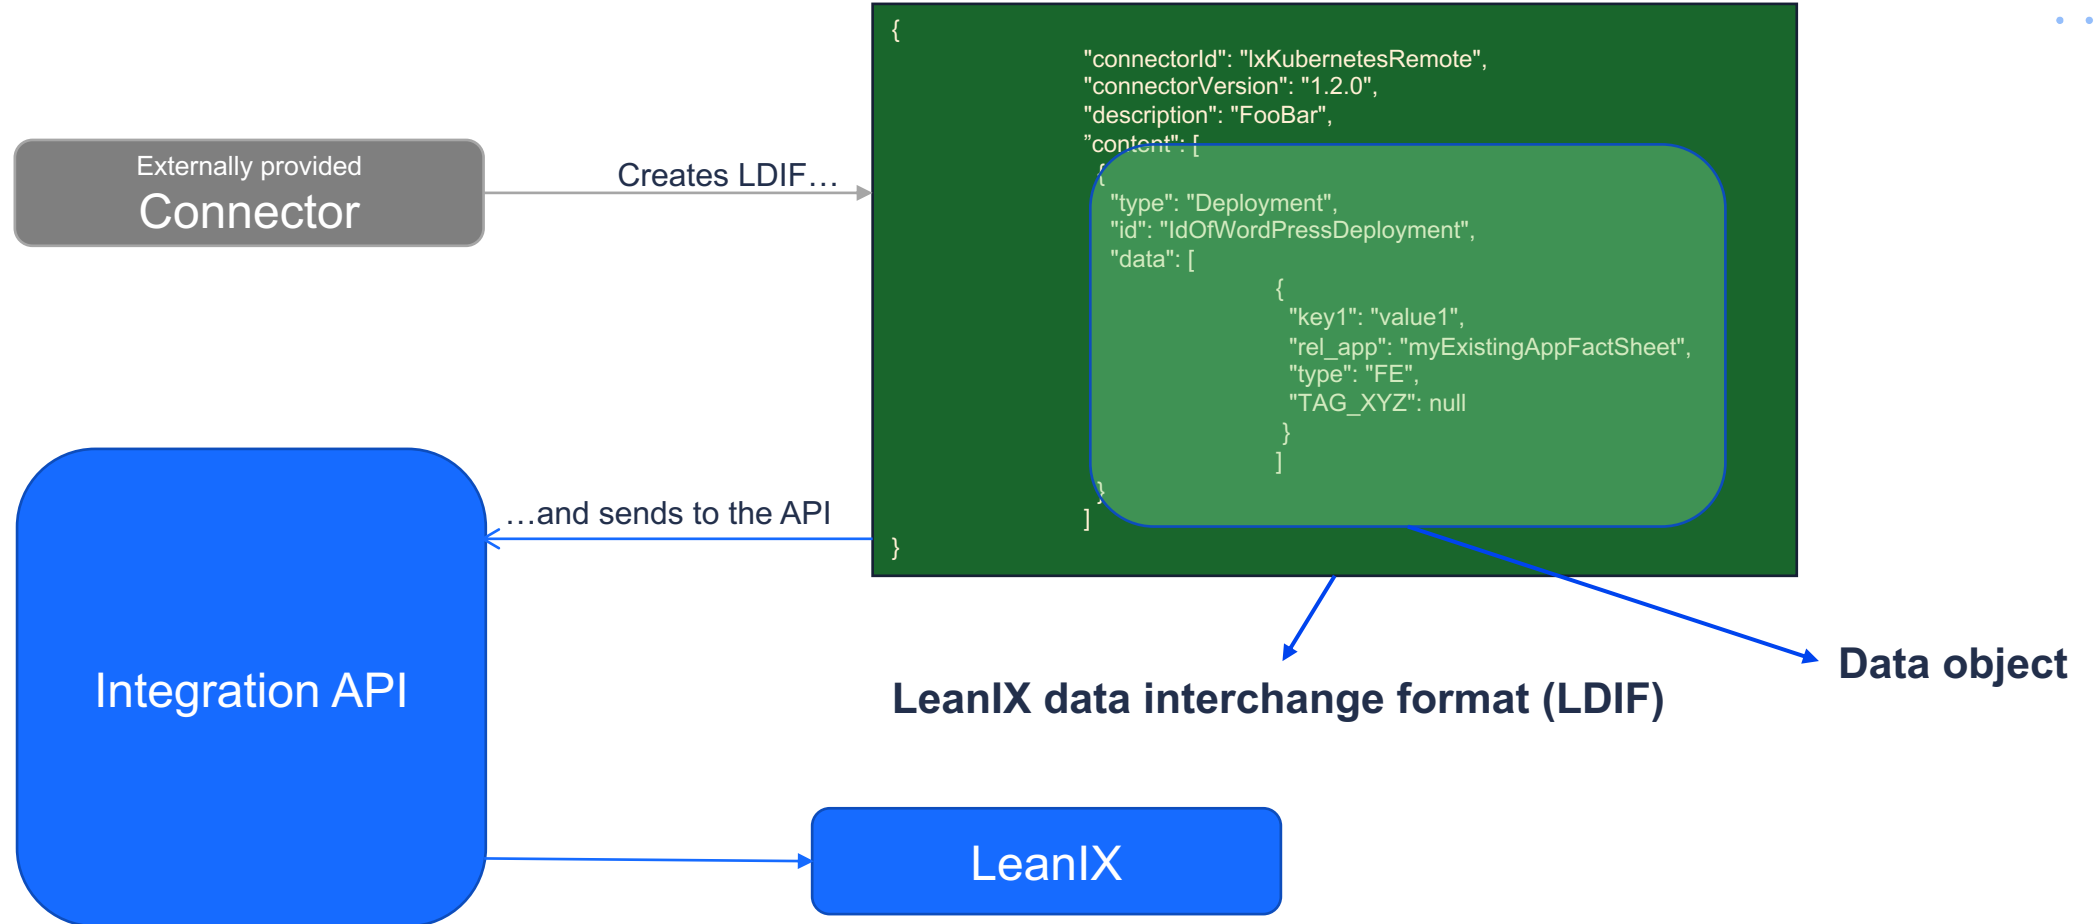 Externally provided
Connector
Creates LDIF…
{
"connectorId": "lxKubernetesRemote",
"connectorVersion": "1.2.0",
"description": "FooBar",
”content": [
{
"type": "Deployment",
"id": "IdOfWordPressDeployment",
"data": [
{
"key1": "value1",
"rel_app": "myExistingAppFactSheet",
"type": "FE",
"TAG_XYZ": null
}
]
}
]
}
…and sends to the API
Integration API
LeanIX data interchange format (LDIF)
Data object
LeanIX